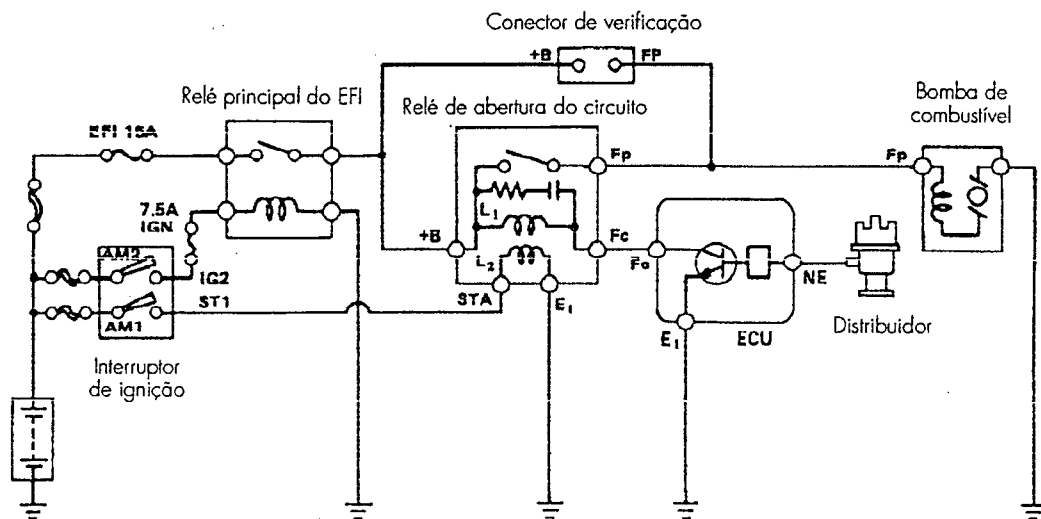 Conector de verificação
+B
FP
Relé principal do EFI
Relé de abertura do circuito
Bomba de
combustível
EFI 15A
Fp
Fp
7.5A
IGN
L1
+B
Fc
Fc
L2
AM2
IG2
STA
E1
NE
ST1
AM1
E1
ECU
Distribuidor
Interruptor
de ignição